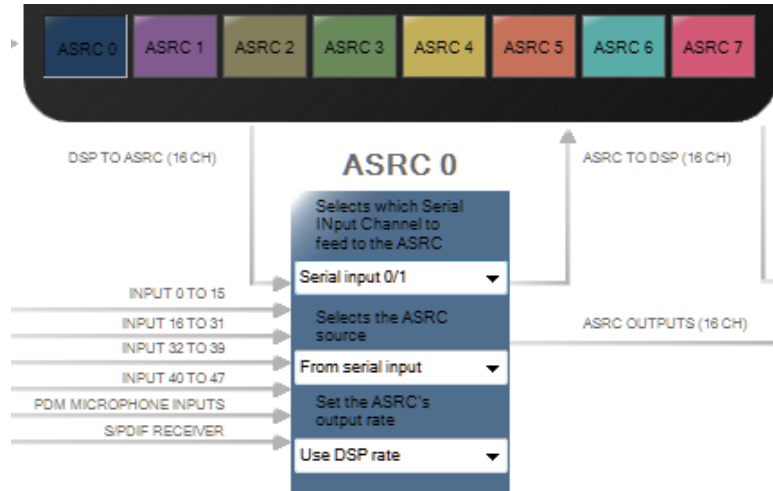 ASRC 0 ASRC 1 ASRC 2 ASRC 3 ASRC 4 ASRC 5 ASRC 6 ASRC 7
DSP TO ASRC (16 CH)
ASRC 0
ASRC TO DSP (16 CH)
Selects which Serial
INput Channel to
feed to the ASRC
Serial input 0/1
INPUT 0 TO 15
INPUT 16 TO 31
INPUT 32 TO 39
INPUT 40 TO 47
PDM MICROPHONE INPUTS
S/PDIF RECEIVER
Selects the ASRC
source
From serial input
Set the ASRC's
output rate
Use DSP rate
ASRC OUTPUTS (16 CH)